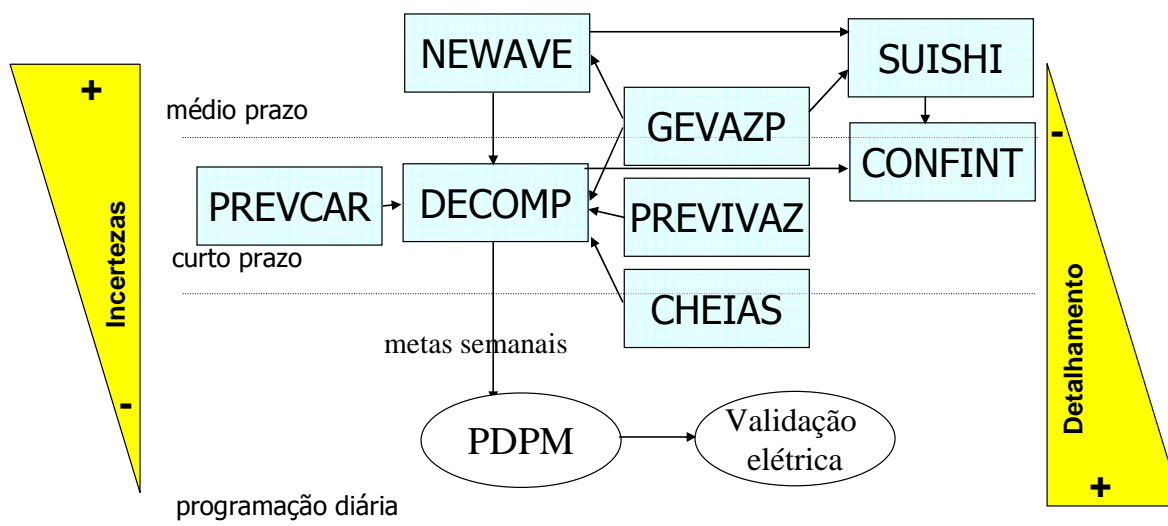 NEWAVE
SUISHI
+
médio prazo
GEVAZP
-
CONFINT
PREVCAR
DECOMP
PREVIVAZ
curto prazo
Incertezas
CHEIAS
Detalhamento
metas semanais
-
PDPM
Validação
elétrica
+
programação diária